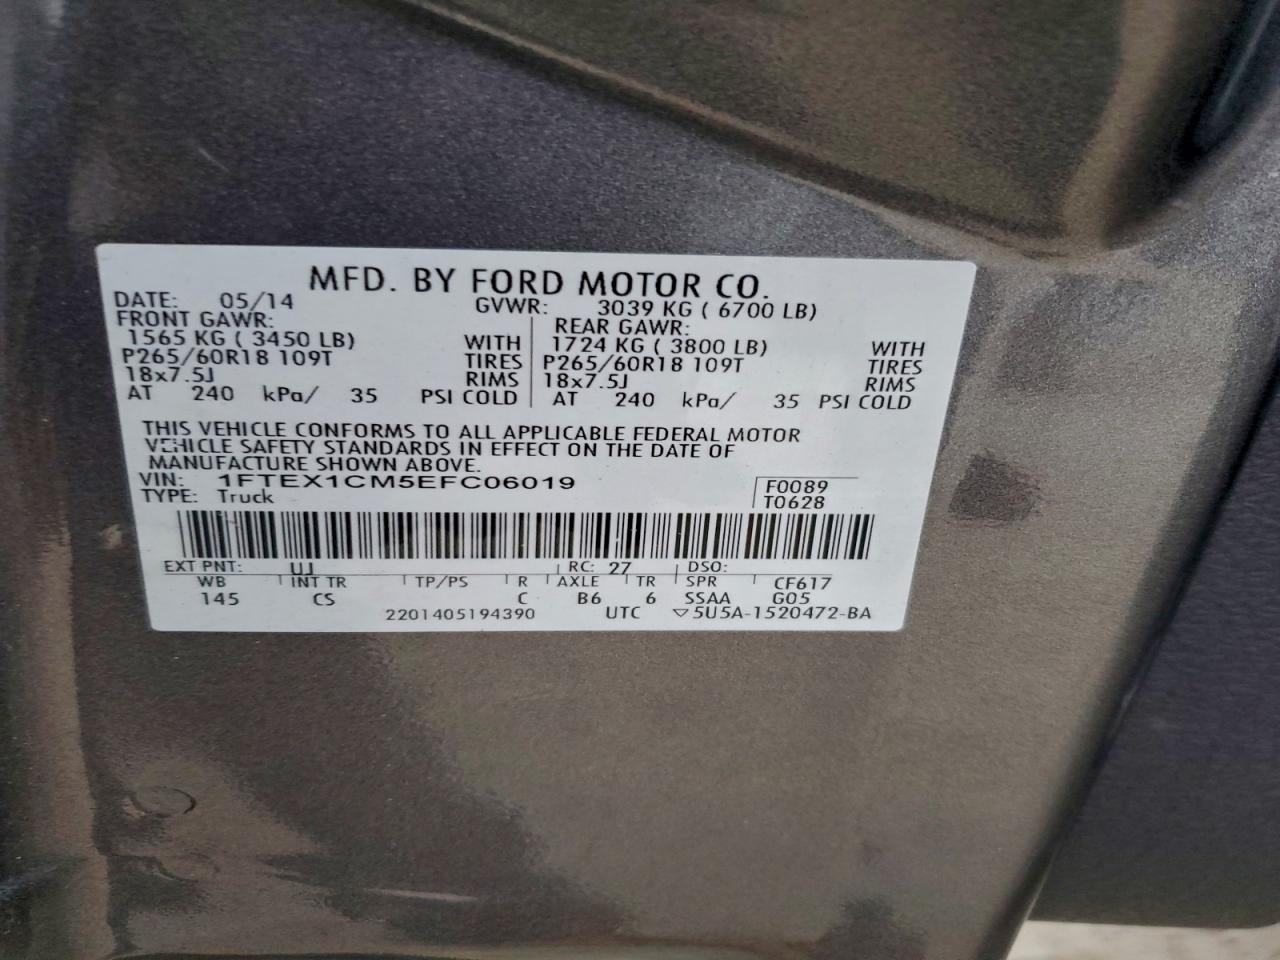 MFD. BY FORD MOTOR CO.
DATE: 05/14 GVWR: 3039 KG ( 6700 LB)
FRONT GAWR: REAR GAWR:
1565 KG ( 3450 LB) WITH 1724 KG ( 3800 LB) WITH
P265/60R18 109T TIRES P265/60R18 109T TIRES
18x7.5J RIMS 18x7.5J RIMS
AT 240 kPa/ 35 PSI COLD AT 240 kPa/ 35 PSI COLD
THIS VEHICLE CONFORMS TO ALL APPLICABLE FEDERAL MOTOR
VEHICLE SAFETY STANDARDS IN EFFECT ON THE DATE OF
MANUFACTURE SHOWN ABOVE.
VIN: 1FTEX1CM5EFC06019 F0089
TYPE: Truck T0628
EXT PNT: UJ RC: 27 DSO:
WB INT TR TP/PS R AXLE TR SPR CF617
145 CS C B6 6 SSAA G05
2201405194390 UTC ▽5U5A-1520472-BA